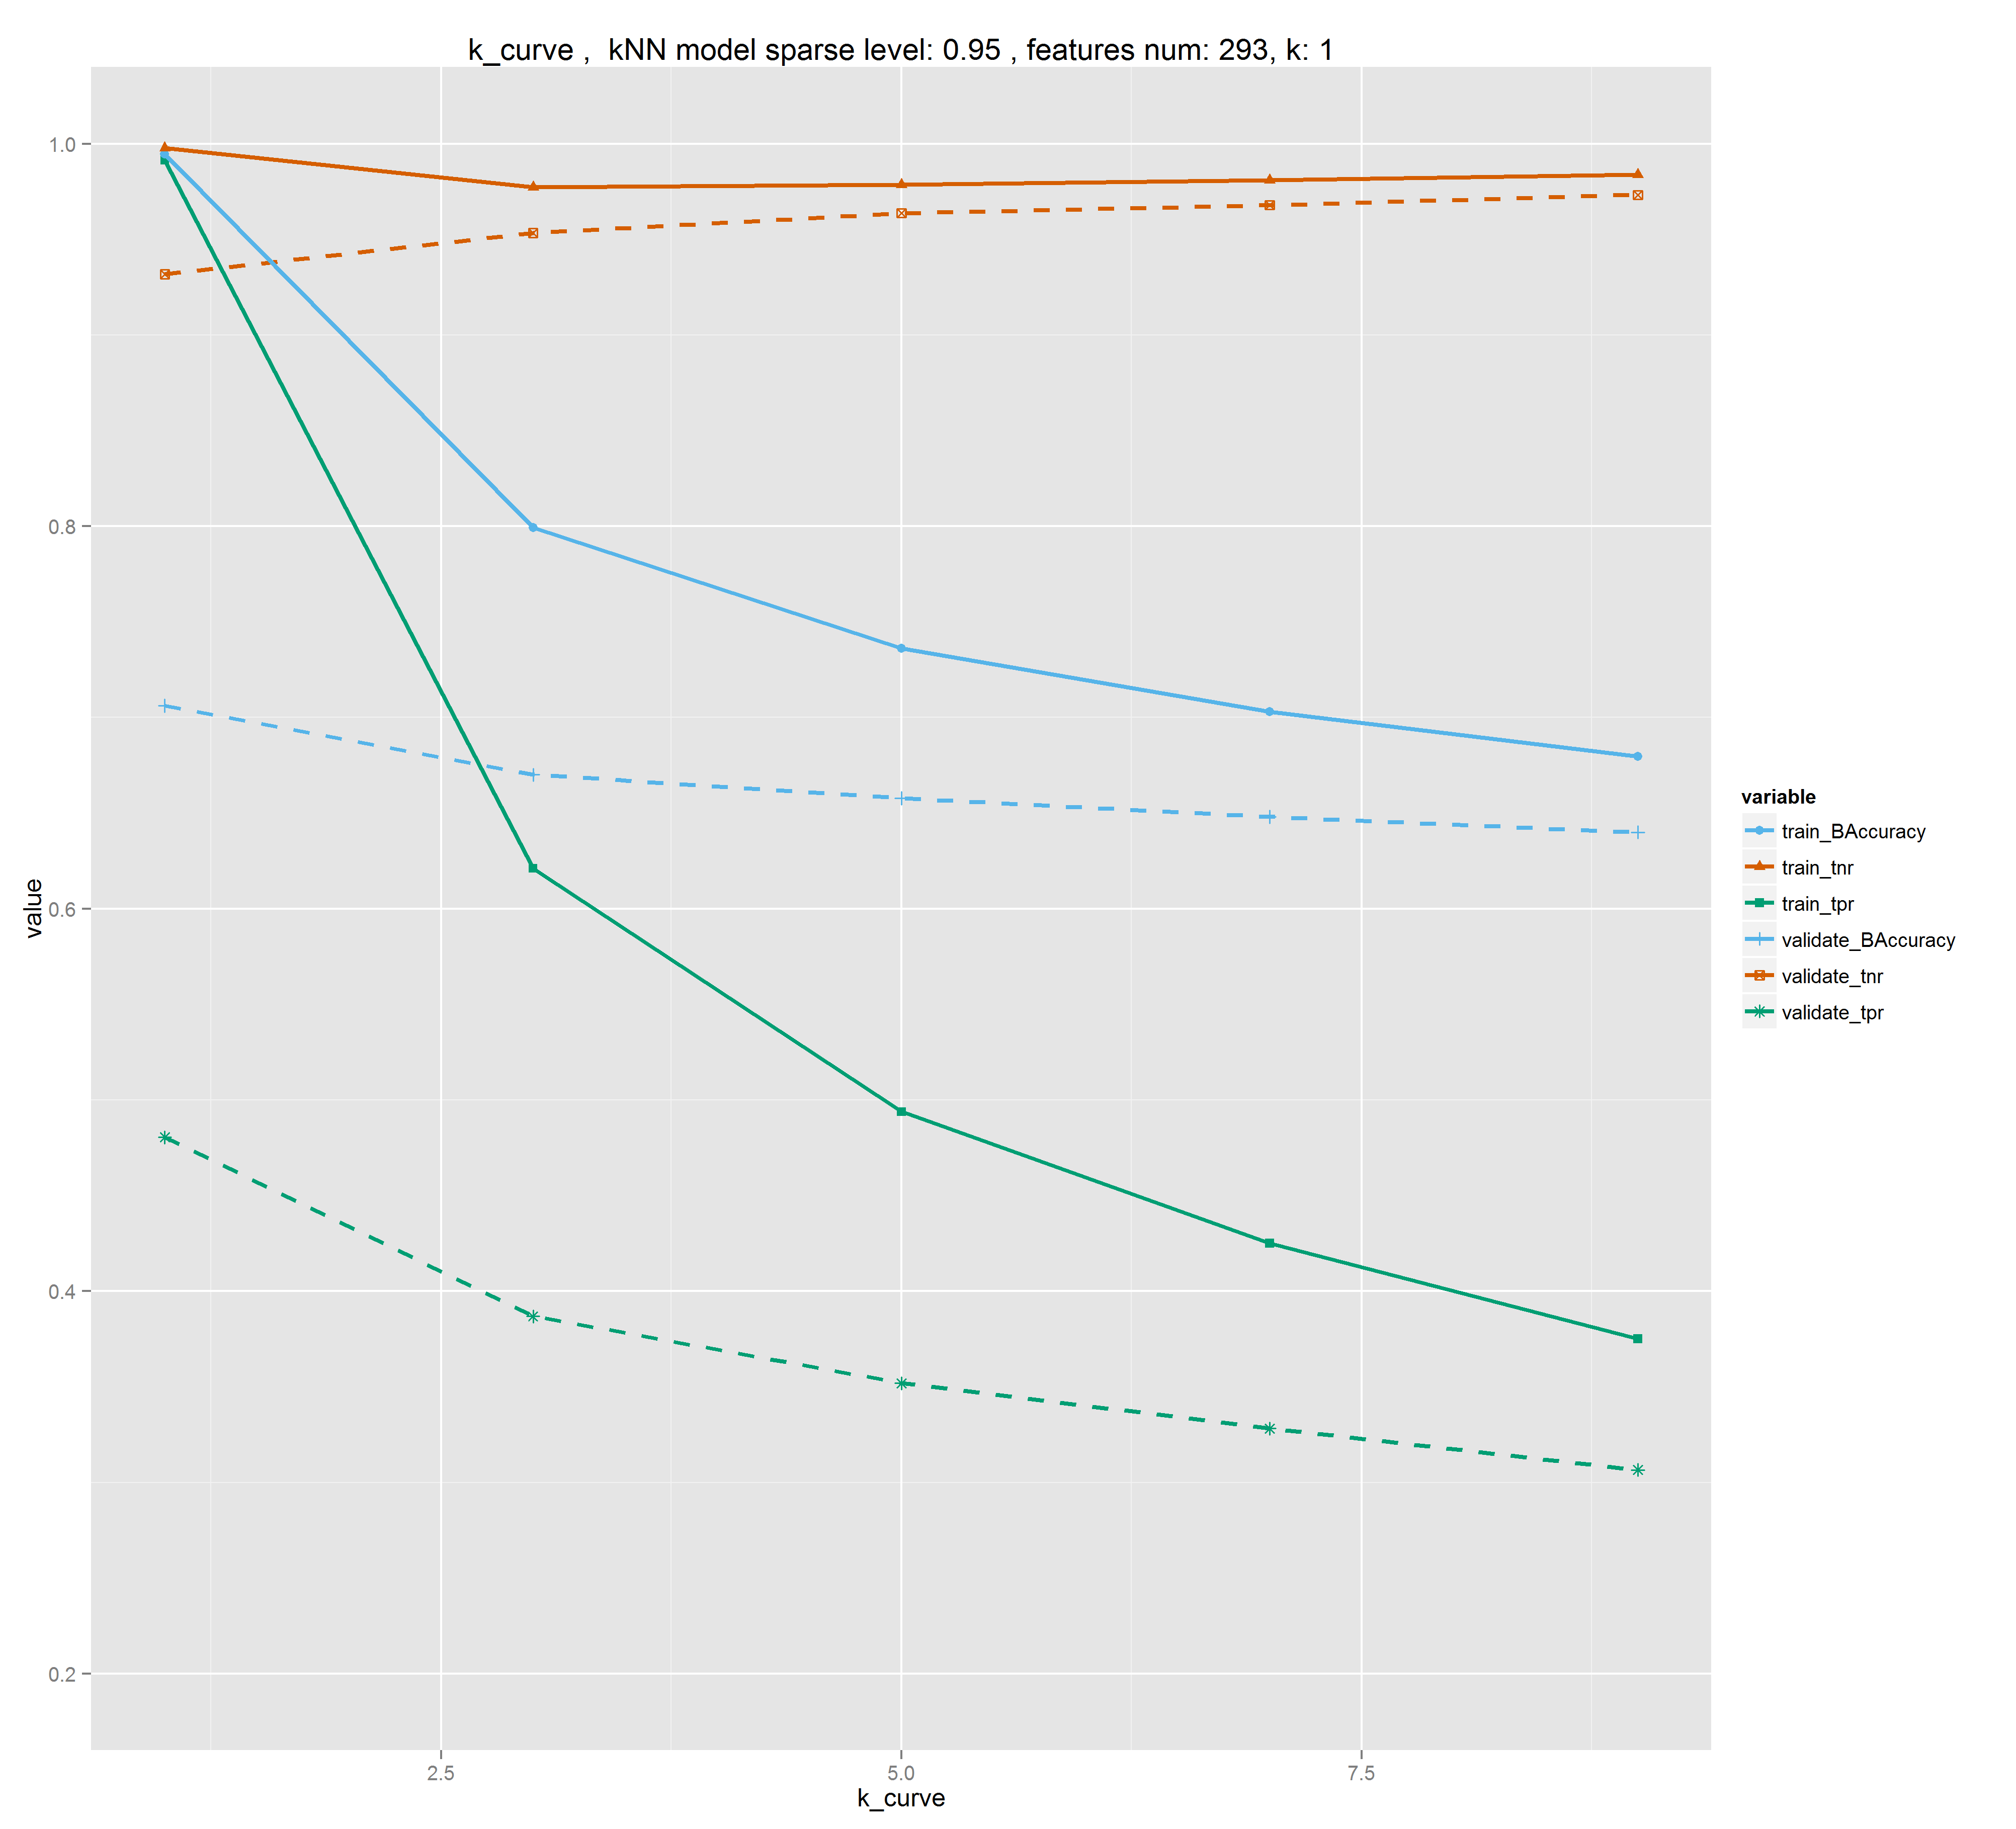 k_curve ,  kNN model sparse level: 0.95 , features num: 293, k: 1
1.0
0.8
0.6
0.4
0.2
value
2.5
5.0
7.5
k_curve
variable
train_BAccuracy
train_tnr
train_tpr
validate_BAccuracy
validate_tnr
validate_tpr